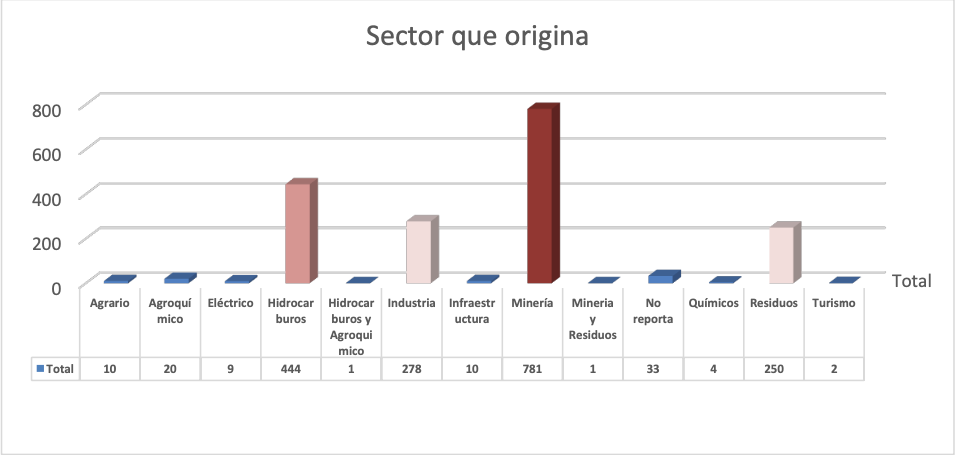 Sector que origina
800
600
400
200
0
Total
Agrario Agroquí Eléctrico Hidrocar Hidrocar Industria Infraestr Minería Mineria No Químicos Residuos Turismo
mico buros buros y uctura y reporta
Agroqui Residuos
mico
Total 10 20 9 444 1 278 10 781 1 33 4 250 2